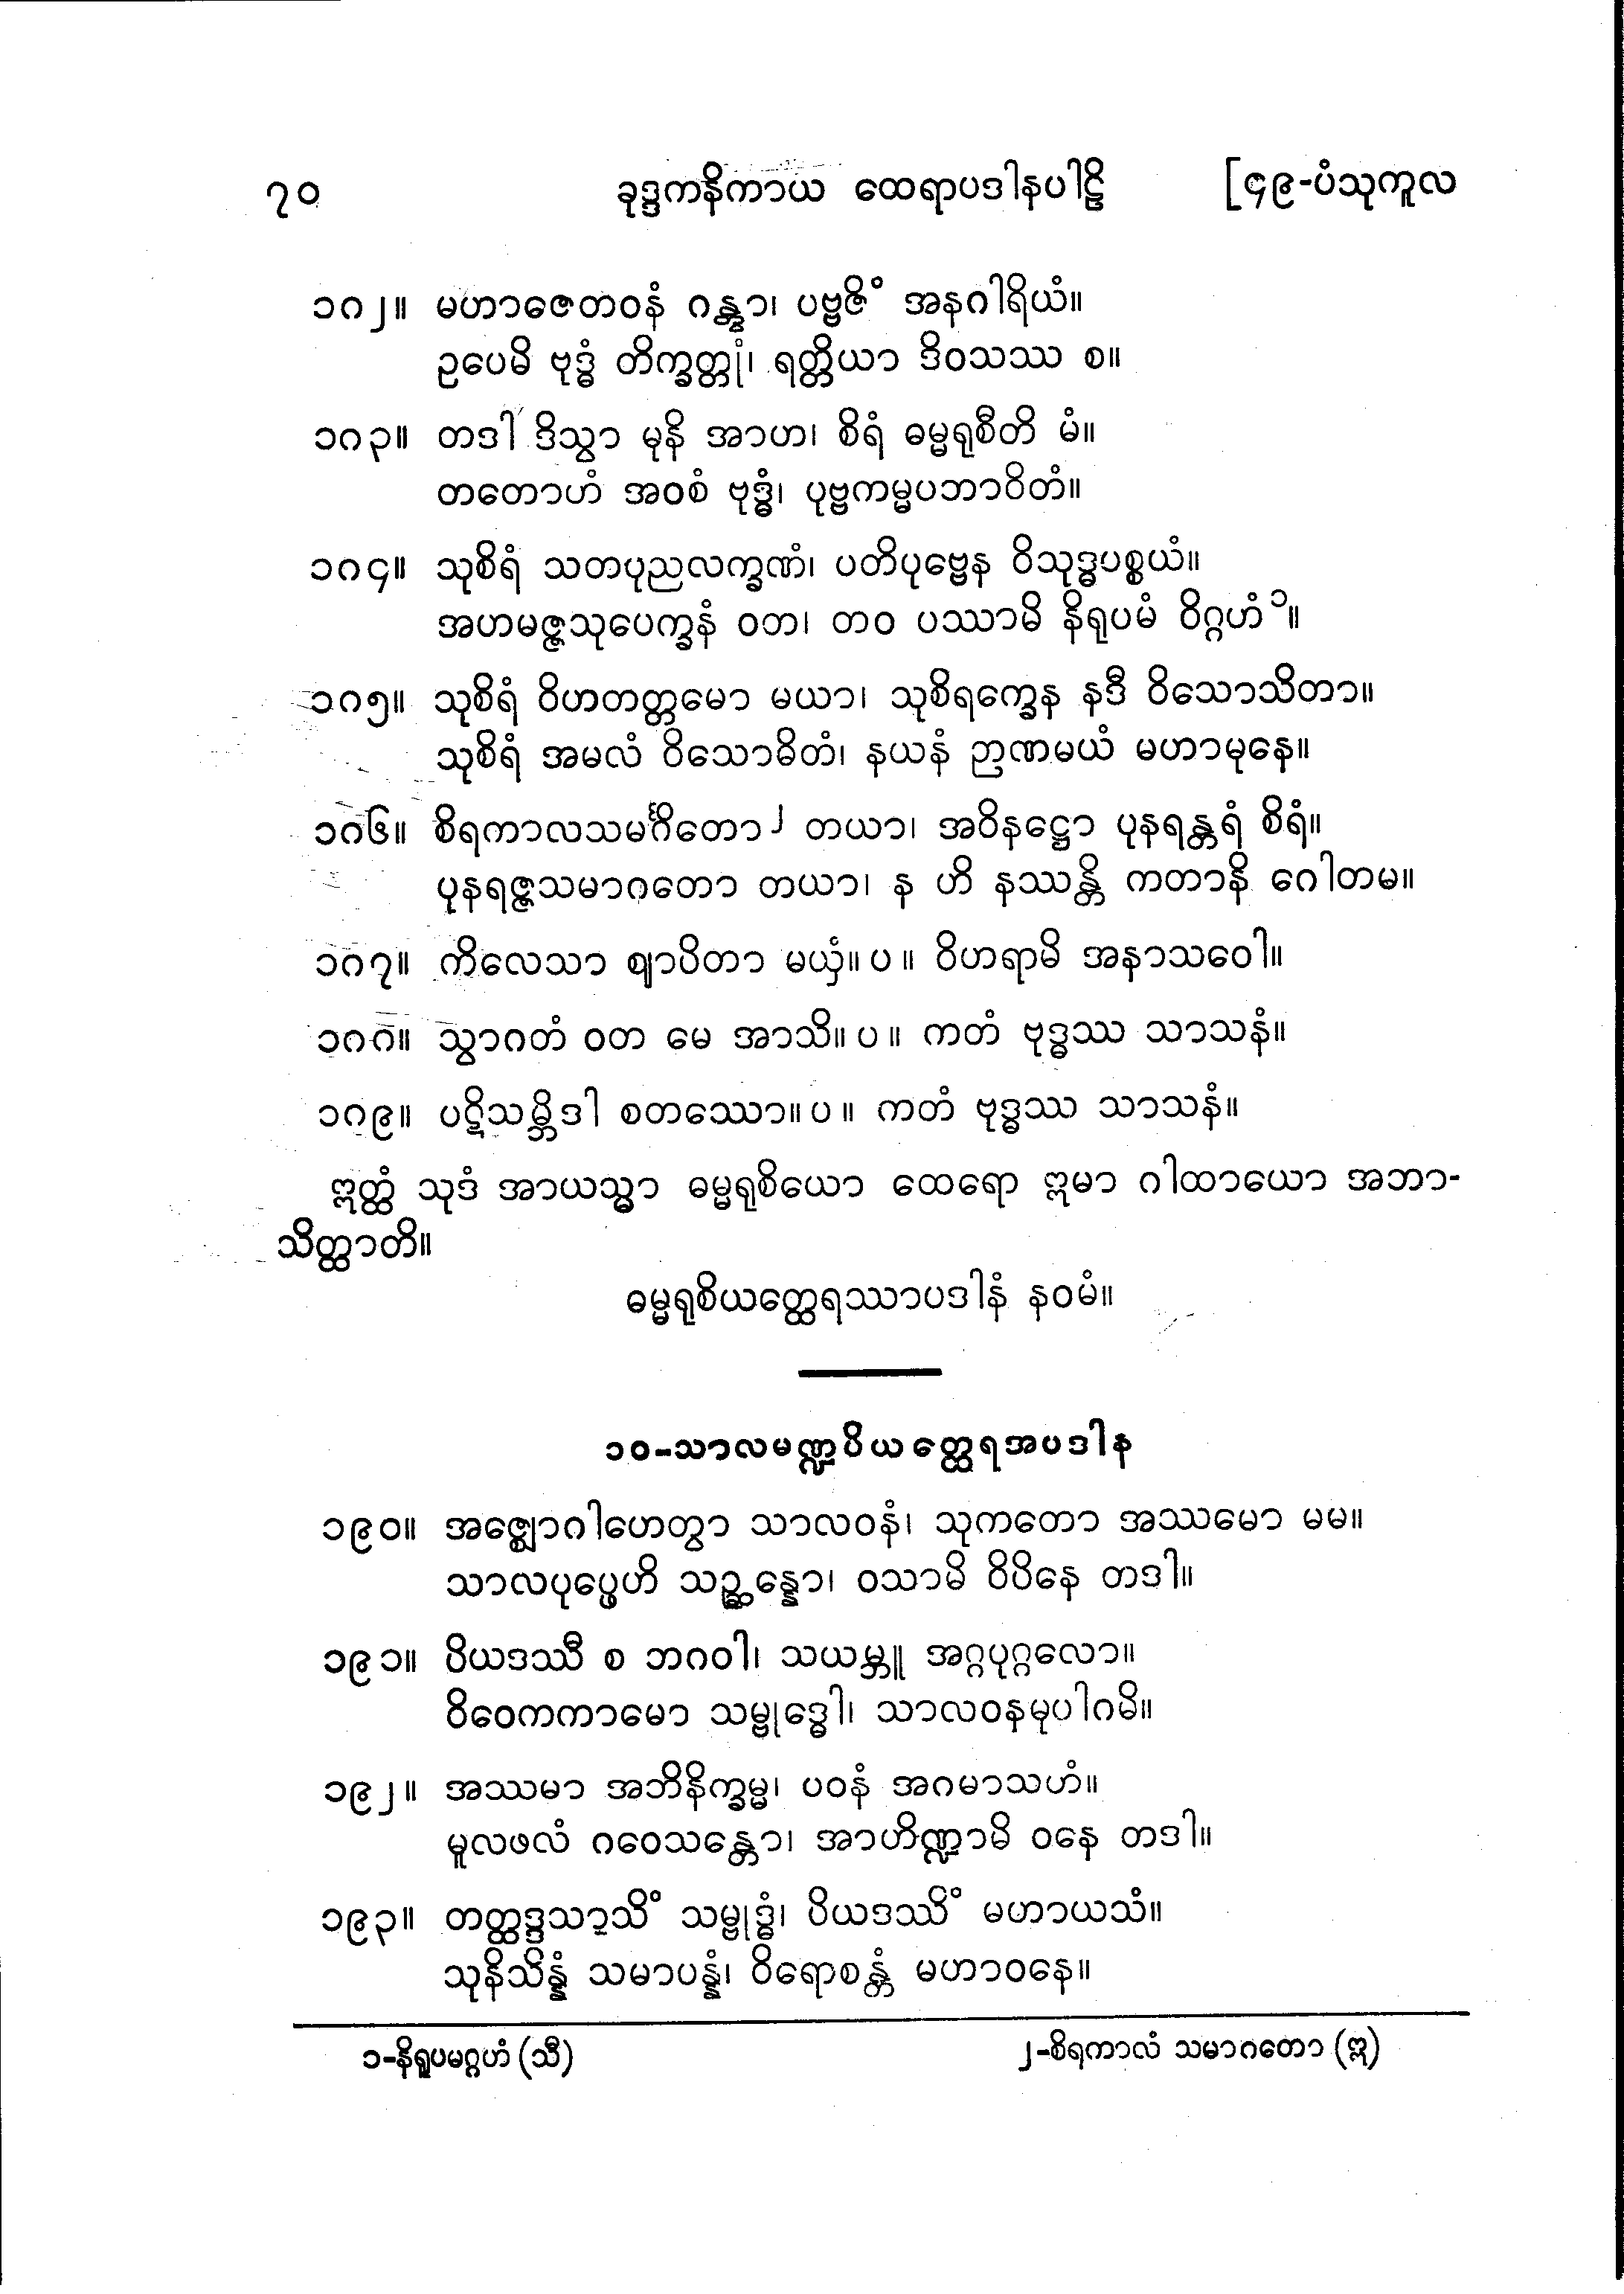 ၇၀ ခုဒ္ဒကနိကာယ ထေရာပဒါနပါဠိ [၄၉-ပံသုကူလ
၁၈၂။ မဟာဇေတဝနံ ဂန္တွာ၊ ပဗ္ဗဇိံ အနဂါရိယံ။
ဥပေမိ ဗုဒ္ဓံ တိက္ခတ္တုံ၊ ရတ္တိယာ ဒိဝသဿ စ။
၁၈၃။ တဒါ ဒိသွာ မုနိ အာဟ၊ စိရံ ဓမ္မရုစီတိ မံ။
တတောဟံ အဝစံ ဗုဒ္ဓံ၊ ပုဗ္ဗကမ္မပဘာဝိတံ။
၁၈၄။ သုစိရံ သတပုညလက္ခဏံ၊ ပတိပုဗ္ဗေန ဝိသုဒ္ဓပစ္စယံ။
အဟမဇ္ဇသုပေက္ခနံ ဝတ၊ တဝ ပဿာမိ နိရုပမံ ဝိဂ္ဂဟံ၁။
၁၈၅။ သုစိရံ ဝိဟတတ္တမော မယာ၊ သုစိရက္ခေန နဒီ ဝိသောသိတာ။
သုစိရံ အမလံ ဝိသောဓိတံ၊ နယနံ ဉာဏမယံ မဟာမုနေ။
၁၈၆။ စိရကာလသမင်္ဂိတော၂ တယာ၊ အဝိနဋ္ဌော ပုနရန္တရံ စိရံ။
ပုနရဇ္ဇသမာဂတော တယာ၊ န ဟိ နဿန္တိ ကတာနိ ဂေါတမ။
၁၈၇။ ကိလေသာ ဈာပိတာ မယှံ။ ပ ။ ဝိဟရာမိ အနာသဝေါ။
၁၈၈။ သွာဂတံ ဝတ မေ အာသိ။ ပ ။ ကတံ ဗုဒ္ဓဿ သာသနံ။
၁၈၉။ ပဋိသမ္ဘိဒါ စတဿော။ ပ ။ ကတံ ဗုဒ္ဓဿ သာသနံ။
ဣတ္ထံ သုဒံ အာယသ္မာ ဓမ္မရုစိယော ထေရော ဣမာ ဂါထာယော အဘာ-
သိတ္ထာတိ။
ဓမ္မရုစိယတ္ထေရဿာပဒါနံ နဝမံ။
၁၀-သာလမဏ္ဍပိယတ္ထေရအပဒါန
၁၉၀။ အဇ္ဈောဂါဟေတွာ သာလဝနံ၊ သုကတော အဿမော မမ။
သာလပုပ္ဖေဟိ သဉ္ဆန္နော၊ ဝသာမိ ဝိပိနေ တဒါ။
၁၉၁။ ပိယဒဿီ စ ဘဂဝါ၊ သယမ္ဘူ အဂ္ဂပုဂ္ဂလော။
ဝိဝေကကာမော သမ္ဗုဒ္ဓေါ၊ သာလဝနမုပါဂမိ။
၁၉၂။ အဿမာ အဘိနိက္ခမ္မ၊ ပဝနံ အဂမာသဟံ။
မူလဖလံ ဂဝေသန္တော၊ အာဟိဏ္ဍာမိ ဝနေ တဒါ။
၁၉၃။ တတ္ထဒ္ဒသာသိံ သမ္ဗုဒ္ဓံ၊ ပိယဒဿိံ မဟာယသံ။
သုနိသိန္နံ သမာပန္နံ၊ ဝိရောစန္တံ မဟာဝနေ။
၁-နိရူပမဂ္ဂဟံ (သီ) ၂-စိရကာလံ သမာဂတော (ဣ)